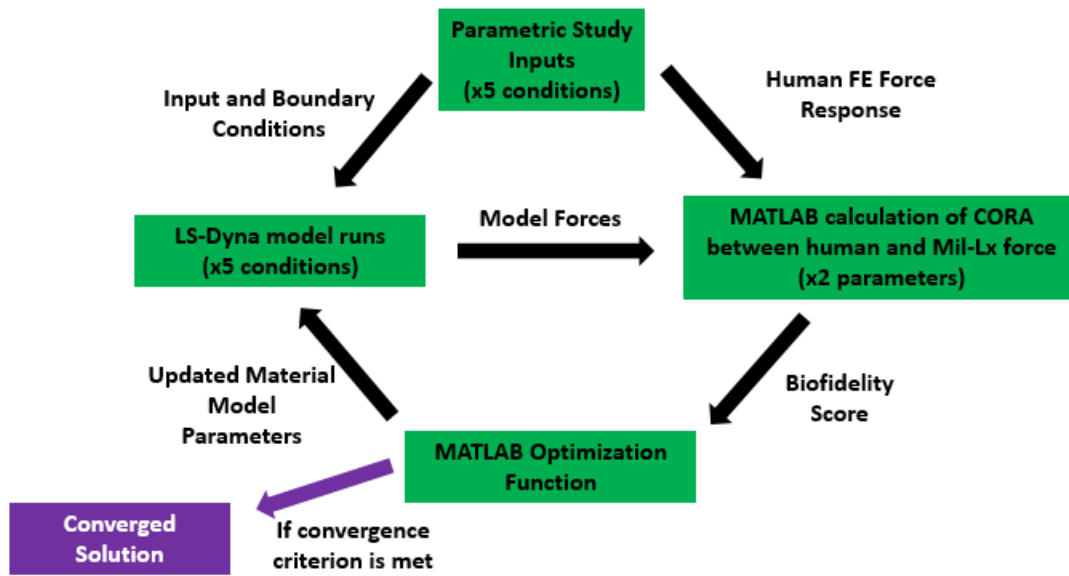 Parametric Study
Inputs
(x5 conditions)
Input and Boundary
Conditions
Human FE Force
Response
LS-Dyna model runs
(x5 conditions)
Model Forces
MATLAB calculation of CORA
between human and Mil-Lx force
(x2 parameters)
Updated Material
Model
Parameters
Biofidelity
Score
MATLAB Optimization
Function
Converged
Solution
If convergence
criterion is met